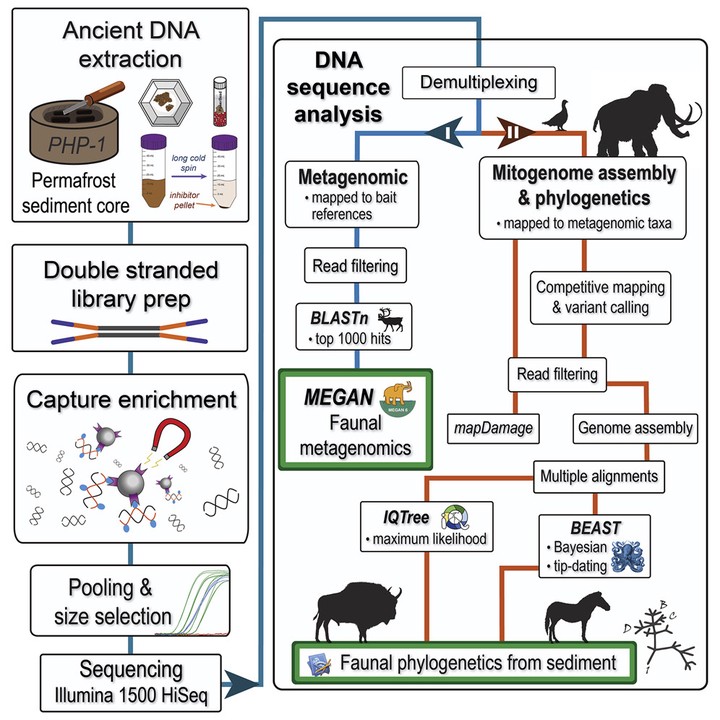 Ancient DNA
extraction
PHP-1
long cold
spin
inhibitor
pellet
Permafrost
sediment core
Double stranded
library prep
Capture enrichment
Pooling &
size selection
Sequencing
Illumina 1500 HiSeq
DNA
sequence
analysis
Demultiplexing
I
II
Metagenomic
• mapped to bait
references
Read filtering
BLASTn
• top 1000 hits
MEGAN
MEGAN 6
Faunal
metagenomics
Mitogenome assembly
& phylogenetics
• mapped to metagenomic taxa
Competitive mapping
& variant calling
Read filtering
mapDamage
Genome assembly
Multiple alignments
IQTree
• maximum likelihood
BEAST
• Bayesian
• tip-dating
B
C
D
Faunal phylogenetics from sediment